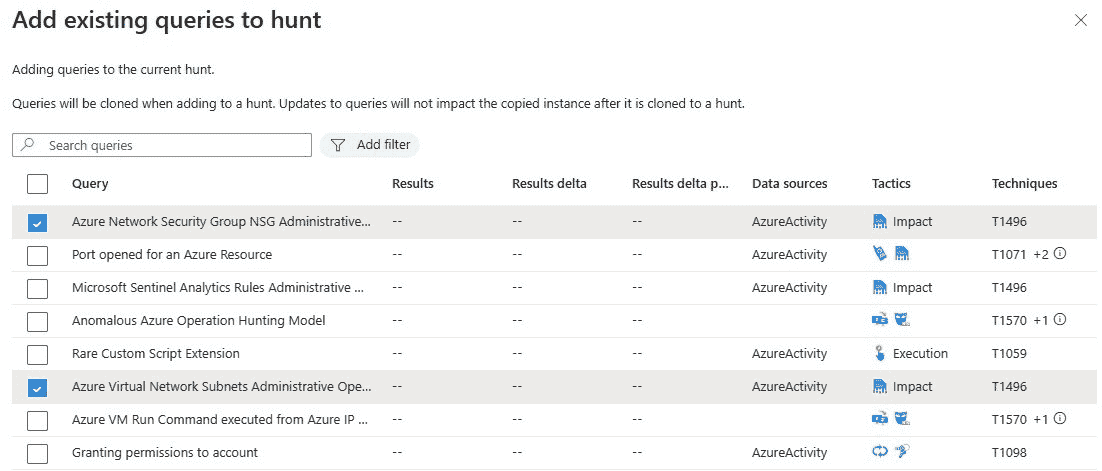 Add existing queries to hunt
Adding queries to the current hunt.
Queries will be cloned when adding to a hunt. Updates to queries will not impact the copied instance after it is cloned to a hunt.
Search queries Add filter
Query Results Results delta Results delta p... Data sources Tactics Techniques
Azure Network Security Group NSG Administrative... -- -- -- AzureActivity Impact T1496
Port opened for an Azure Resource -- -- -- AzureActivity T1071 +2
Microsoft Sentinel Analytics Rules Administrative ... -- -- -- AzureActivity Impact T1496
Anomalous Azure Operation Hunting Model -- -- -- T1570 +1
Rare Custom Script Extension -- -- -- AzureActivity Execution T1059
Azure Virtual Network Subnets Administrative Ope... -- -- -- AzureActivity Impact T1496
Azure VM Run Command executed from Azure IP ... -- -- -- T1570 +1
Granting permissions to account -- -- -- AzureActivity T1098